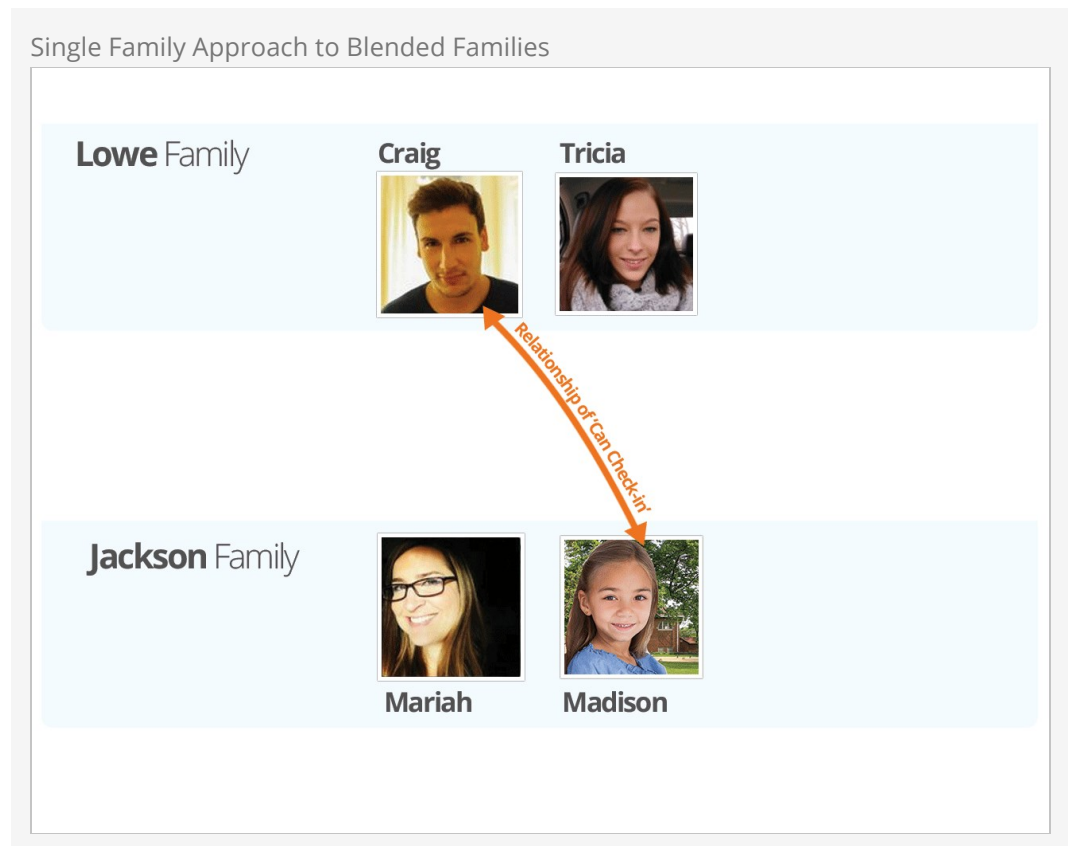 Single Family Approach to Blended Families
Lowe Family
Craig
Tricia
Relationship of 'Can Check-in'
Jackson Family
Mariah
Madison